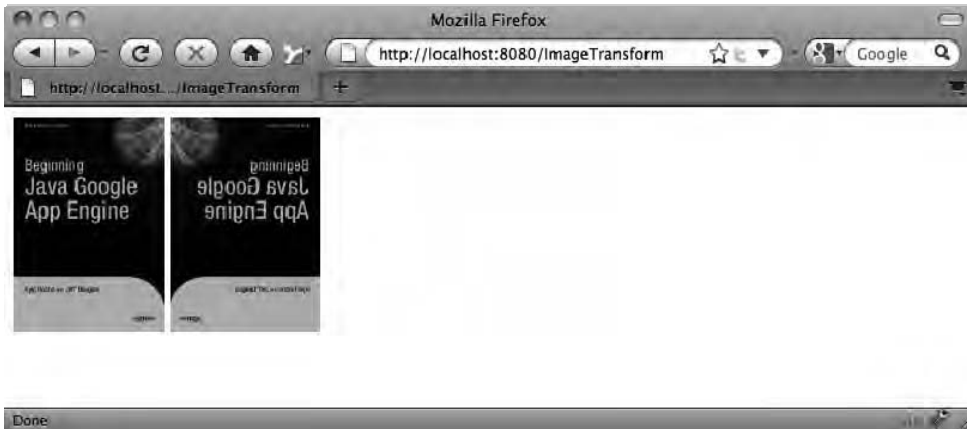 Mozilla Firefox
http://localhost:8080/ImageTransform
Google
http://localhost.../ImageTransform
Beginning
Java Google
App Engine
Beginning
Java Google
App Engine
Done